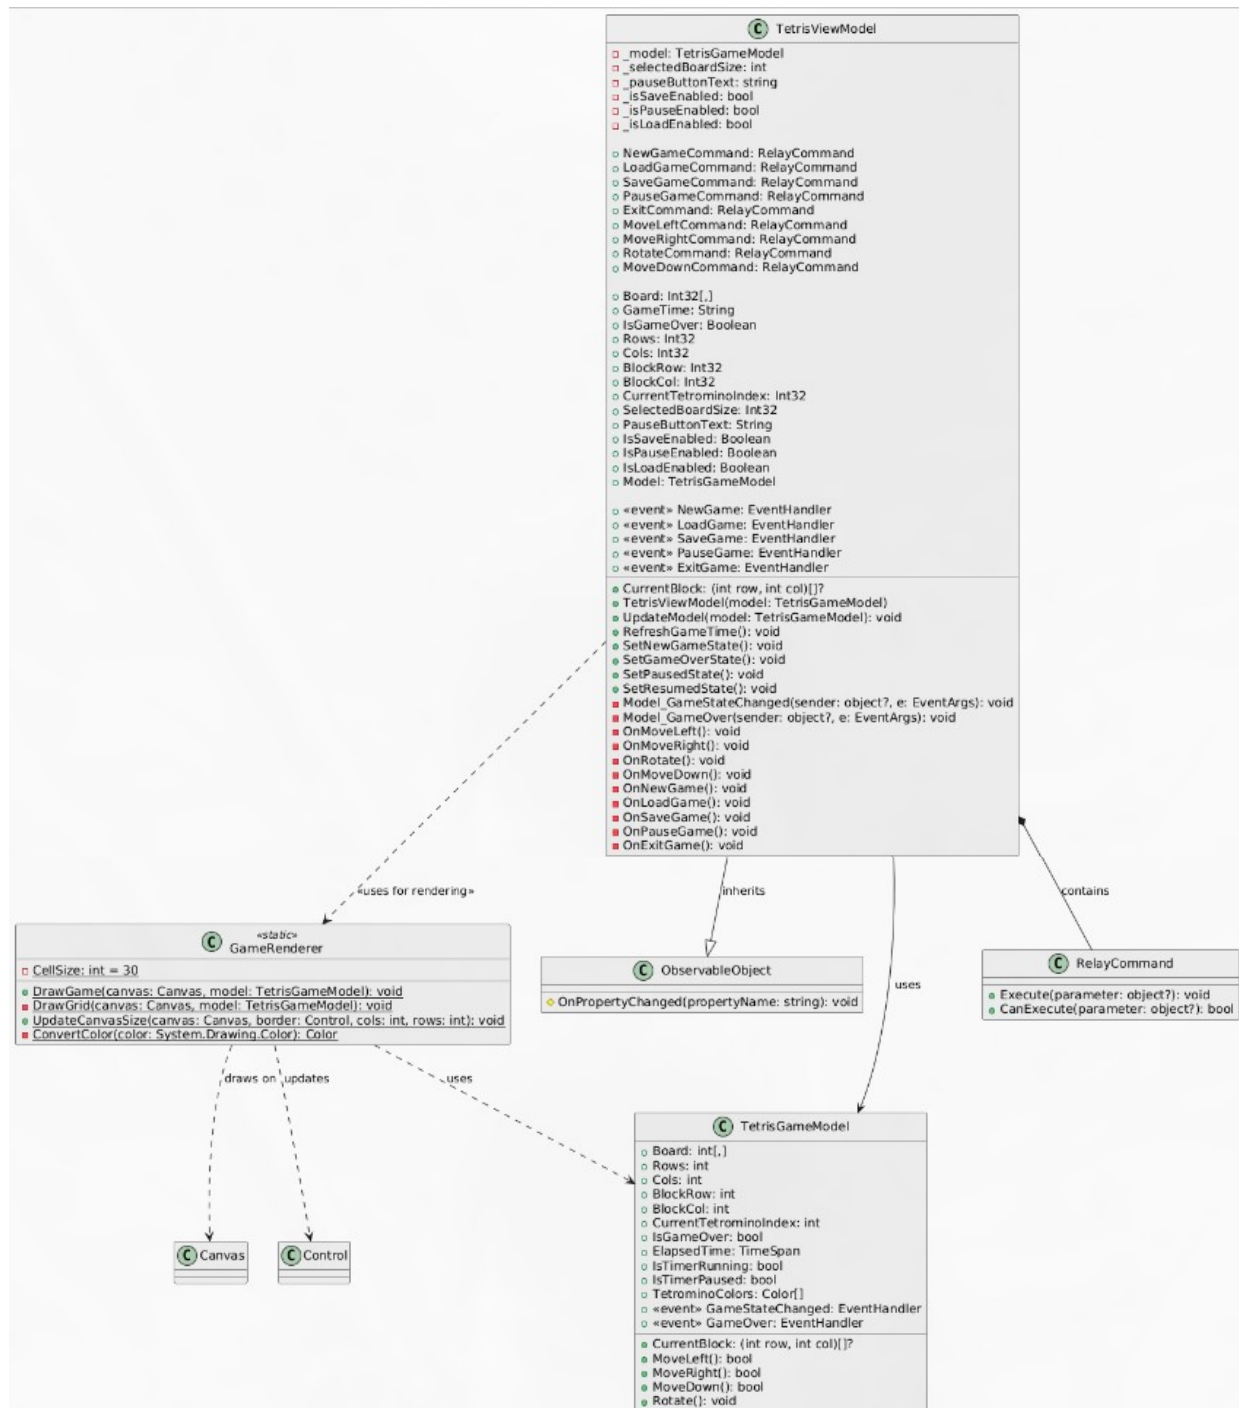 C TetrisViewModel
_model: TetrisGameModel
_selectedBoardSize: int
_pauseButtonText: string
_isSaveEnabled: bool
_isPauseEnabled: bool
_isLoadEnabled: bool
NewGameCommand: RelayCommand
LoadGameCommand: RelayCommand
SaveGameCommand: RelayCommand
PauseGameCommand: RelayCommand
ExitCommand: RelayCommand
MoveLeftCommand: RelayCommand
MoveRightCommand: RelayCommand
RotateCommand: RelayCommand
MoveDownCommand: RelayCommand
Board: Int32[,]
GameTime: String
IsGameOver: Boolean
Rows: Int32
Cols: Int32
BlockRow: Int32
BlockCol: Int32
CurrentTetrominoIndex: Int32
SelectedBoardSize: Int32
PauseButtonText: String
IsSaveEnabled: Boolean
IsPauseEnabled: Boolean
IsLoadEnabled: Boolean
Model: TetrisGameModel
«event» NewGame: EventHandler
«event» LoadGame: EventHandler
«event» SaveGame: EventHandler
«event» PauseGame: EventHandler
«event» ExitGame: EventHandler
CurrentBlock: (int row, int col)[]?
TetrisViewModel(model: TetrisGameModel)
UpdateModel(model: TetrisGameModel): void
RefreshGameTime(): void
SetNewGameState(): void
SetGameOverState(): void
SetPausedState(): void
SetResumedState(): void
Model_GameStateChanged(sender: object?, e: EventArgs): void
Model_GameOver(sender: object?, e: EventArgs): void
OnMoveLeft(): void
OnMoveRight(): void
OnRotate(): void
OnMoveDown(): void
OnNewGame(): void
OnLoadGame(): void
OnSaveGame(): void
OnPauseGame(): void
OnExitGame(): void
«uses for rendering»
inherits
contains
«static»
C GameRenderer
CellSize: int = 30
DrawGame(canvas: Canvas, model: TetrisGameModel): void
DrawGrid(canvas: Canvas, model: TetrisGameModel): void
UpdateCanvasSize(canvas: Canvas, border: Control, cols: int, rows: int): void
ConvertColor(color: System.Drawing.Color): Color
C ObservableObject
OnPropertyChanged(propertyName: string): void
uses
C RelayCommand
Execute(parameter: object?): void
CanExecute(parameter: object?): bool
draws on
updates
uses
C Canvas
C Control
C TetrisGameModel
Board: int[,]
Rows: int
Cols: int
BlockRow: int
BlockCol: int
CurrentTetrominoIndex: int
IsGameOver: bool
ElapsedTime: TimeSpan
IsTimerRunning: bool
IsTimerPaused: bool
TetrominoColors: Color[]
«event» GameStateChanged: EventHandler
«event» GameOver: EventHandler
CurrentBlock: (int row, int col)[]?
MoveLeft(): bool
MoveRight(): bool
MoveDown(): bool
Rotate(): void